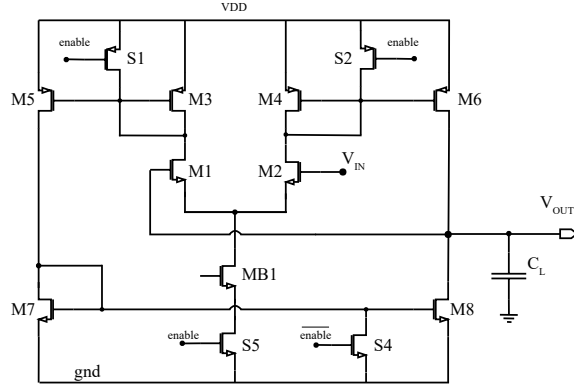 VDD
enable
S1
S2
enable
M5
M3
M4
M6
M1
M2
V_IN
V_OUT
C_L
MB1
M7
M8
enable
S5
enable
S4
gnd